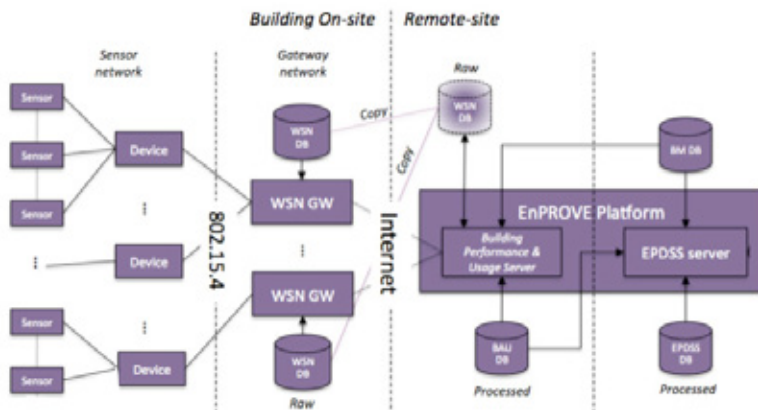 Building On-site
Remote-site
Sensor
network
Gateway
network
Raw
Sensor
Sensor
Sensor
Device
...
WSN
DB
Copy
WSN
DB
Copy
BM DB
WSN GW
802.15.4
Internet
EnPROVE Platform
Building
Performance &
Usage Server
EPDSS server
...
Device
...
...
WSN GW
Sensor
Sensor
...
Device
WSN
DB
Raw
BAU
DB
Processed
EPDSS
DB
Processed